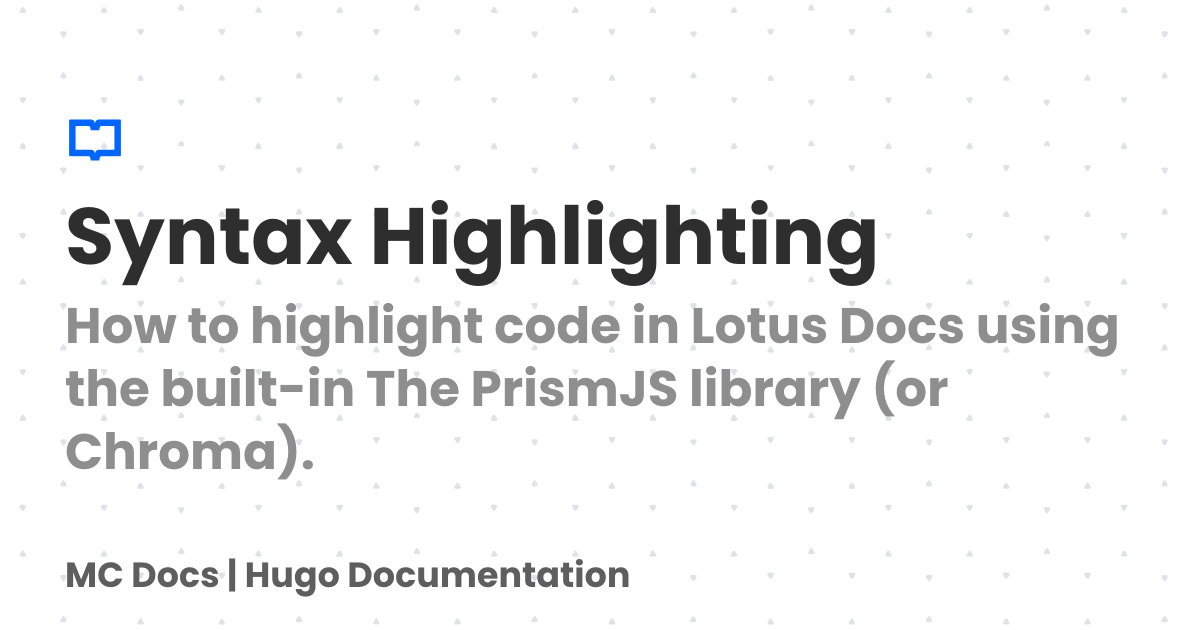 Syntax Highlighting
How to highlight code in Lotus Docs using
the built-in The PrismJS library (or
Chroma).
MC Docs | Hugo Documentation